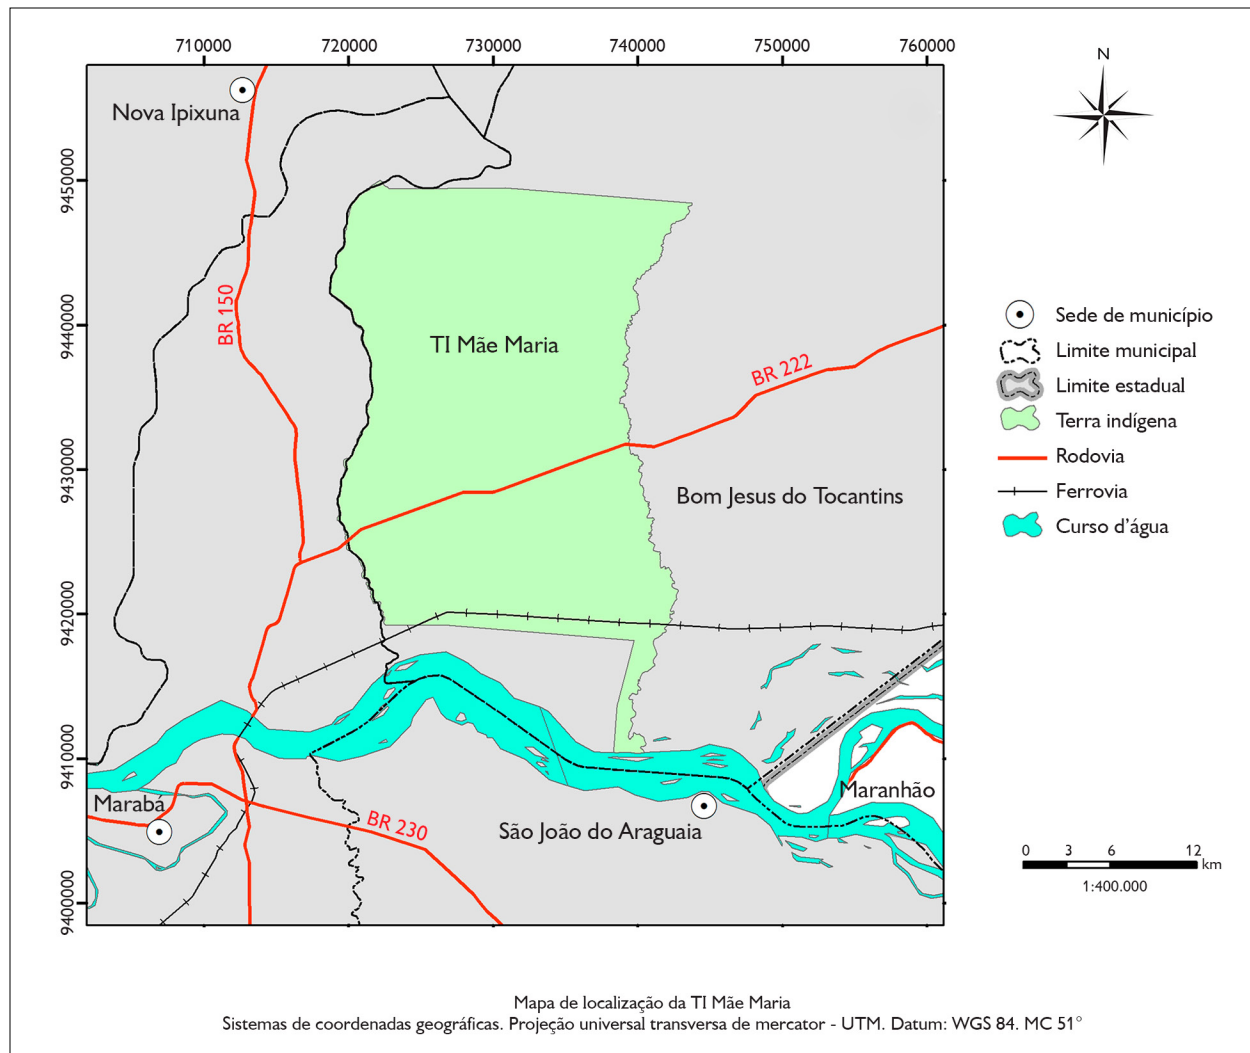 710000 720000 730000 740000 750000 760000
N
Nova Ipixuna
9450000
BR 150
Sede de município
9440000
TI Mãe Maria
Limite municipal
BR 222
Limite estadual
Terra indígena
Rodovia
9430000
Bom Jesus do Tocantins
Ferrovia
Curso d'água
9420000
9410000
Marabá
Maranhão
BR 230
São João do Araguaia
0 3 6 12 km
1:400.000
9400000
Mapa de localização da TI Mãe Maria
Sistemas de coordenadas geográficas. Projeção universal transversa de mercator - UTM. Datum: WGS 84. MC 51°